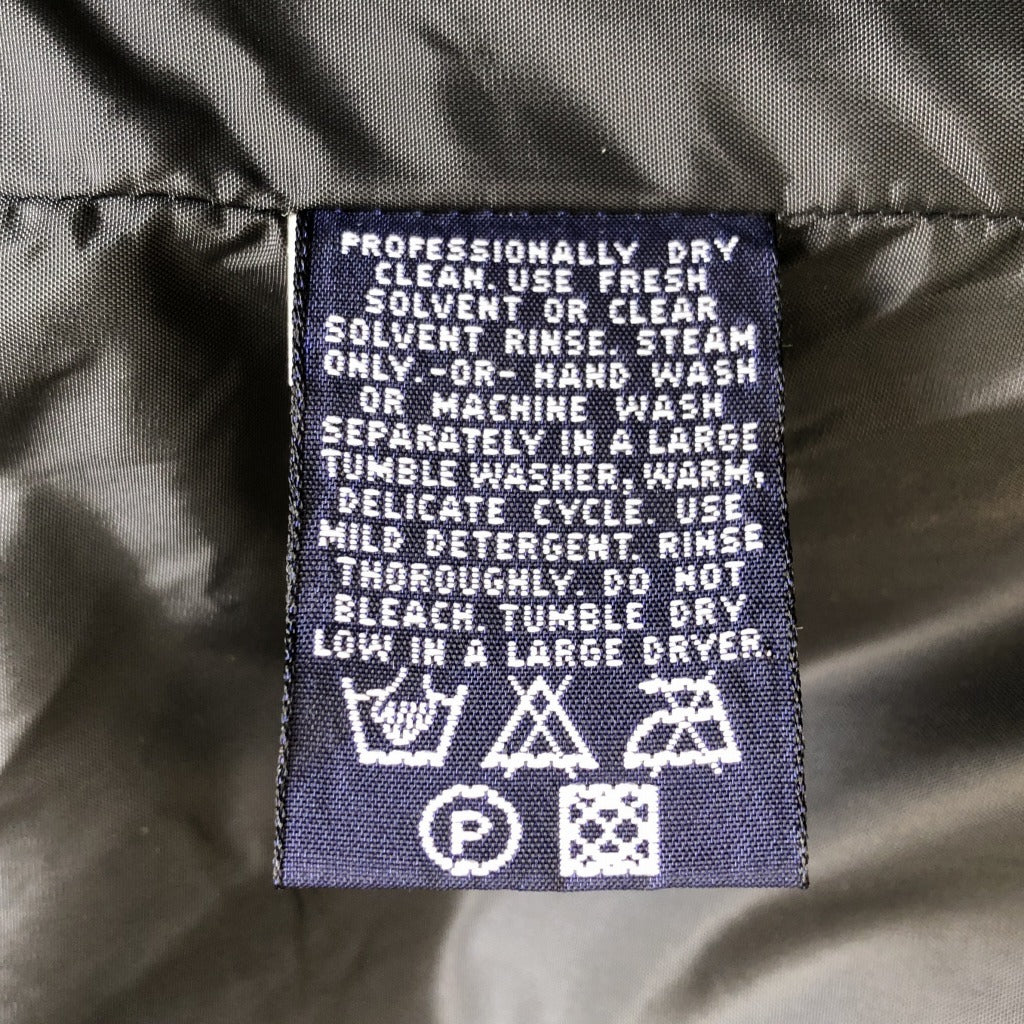 PROFESSIONALLY DRY
CLEAN. USE FRESH
SOLVENT OR CLEAR
SOLVENT RINSE. STEAM
ONLY.-OR- HAND WASH
OR MACHINE WASH
SEPARATELY IN A LARGE
TUMBLE WASHER, WARM,
DELICATE CYCLE. USE
MILD DETERGENT. RINSE
THOROUGHLY. DO NOT
BLEACH. TUMBLE DRY
LOW IN A LARGE DRYER.
P